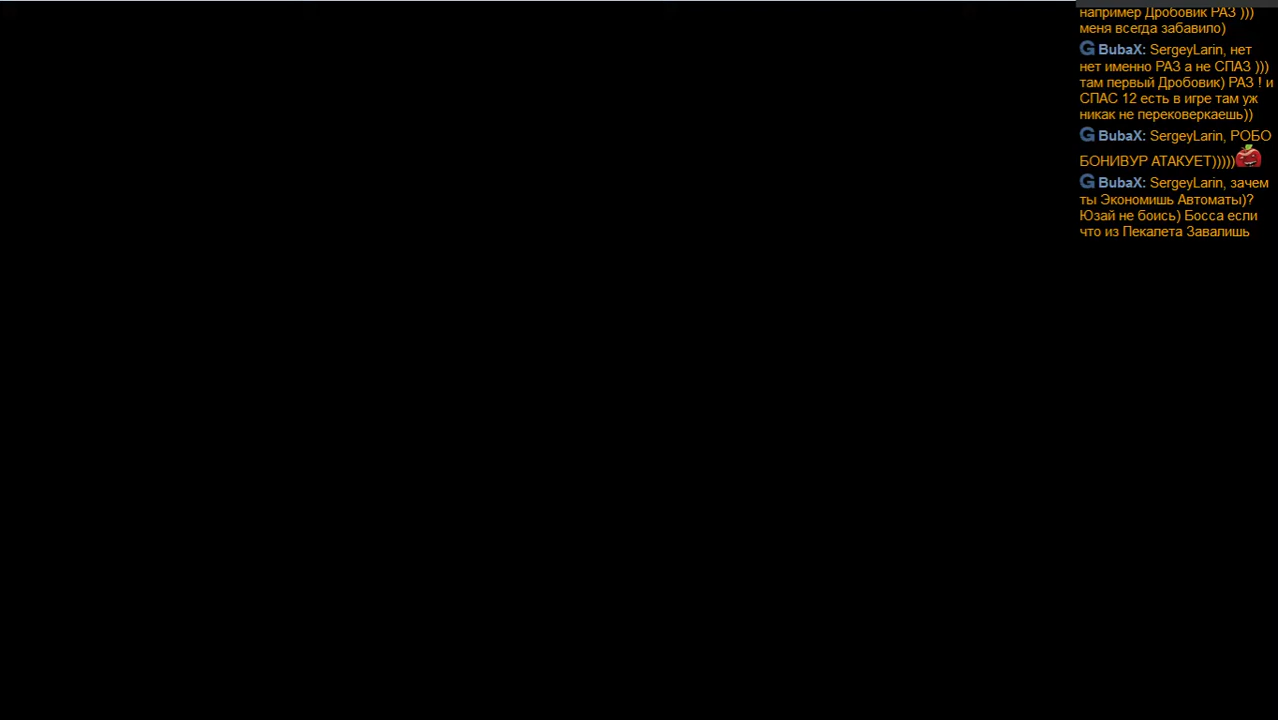 например Дробовик РАЗ )))
меня всегда забавило)
BubaX: SergeyLarin, нет
нет именно РАЗ а не СПАЗ )))
там первый Дробовик) РАЗ ! и
СПАС 12 есть в игре там уж
никак не перековеркаешь))
BubaX: SergeyLarin, РОБО
БОНИВУР АТАКУЕТ)))))
BubaX: SergeyLarin, зачем
ты Экономишь Автоматы)?
Юзай не боись) Босса если
что из Пекалета Завалишь